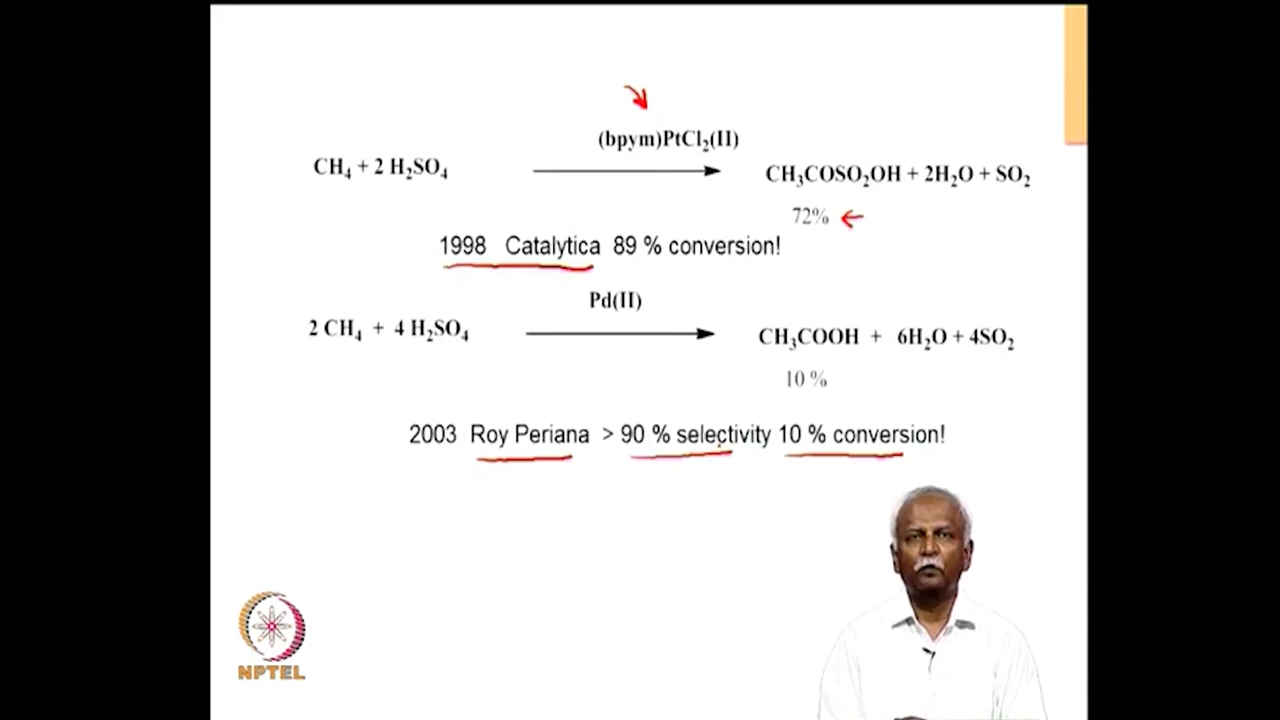 (bpym)PtCl₂(II)
CH₄ + 2 H₂SO₄ CH₃COSO₂OH + 2H₂O + SO₂
72%
1998 Catalytica 89 % conversion!
Pd(II)
2 CH₄ + 4 H₂SO₄ CH₃COOH + 6H₂O + 4SO₂
10 %
2003 Roy Periana > 90 % selectivity 10 % conversion!
NPTEL